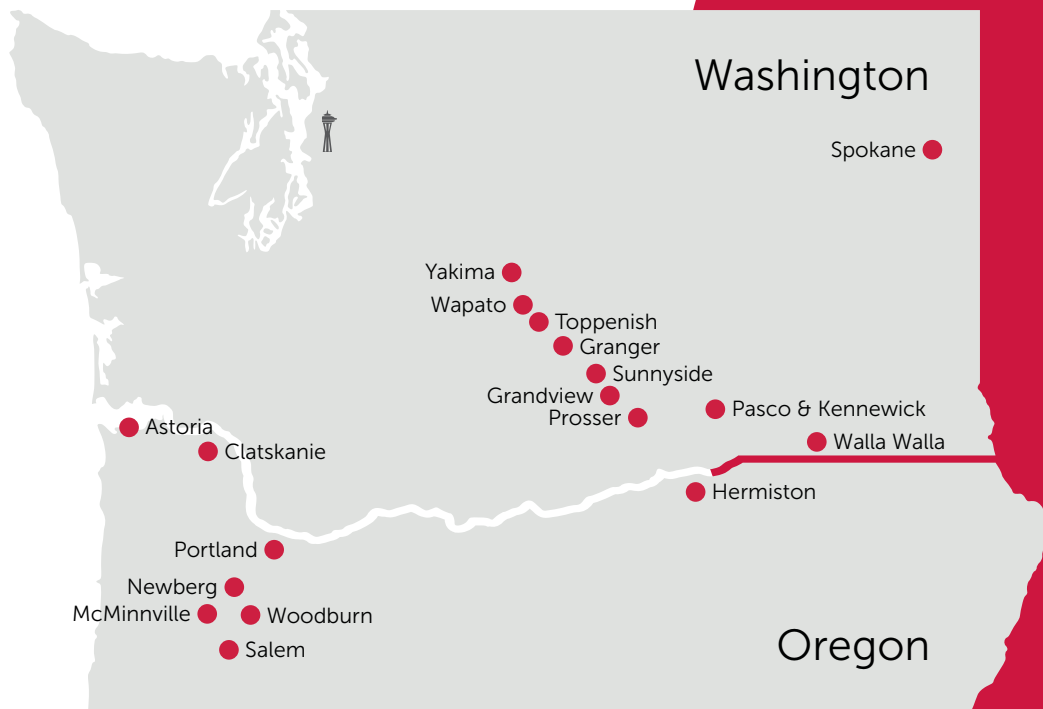 Washington
Spokane
Yakima
Wapato
Toppenish
Granger
Sunnyside
Grandview
Prosser
Pasco & Kennewick
Walla Walla
Astoria
Clatskanie
Hermiston
Portland
Newberg
McMinnville
Woodburn
Salem
Oregon